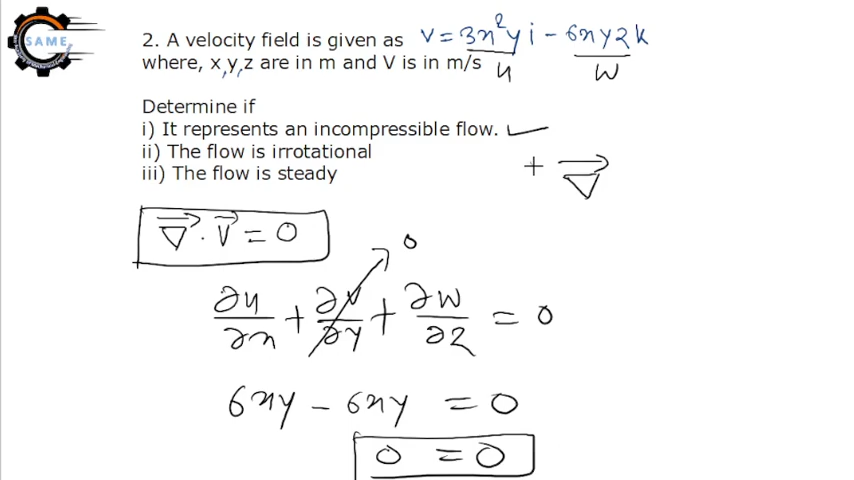 SAME
2. A velocity field is given as V = 3x²y i − 6xyzk
where, x,y,z are in m and V is in m/s u w
Determine if
i) It represents an incompressible flow. ✓
ii) The flow is irrotational
iii) The flow is steady
+ ∇⃗
∇⃗ · V⃗ = 0
∂u/∂x + ∂v/∂y + ∂w/∂z = 0
0
6xy − 6xy = 0
0 = 0